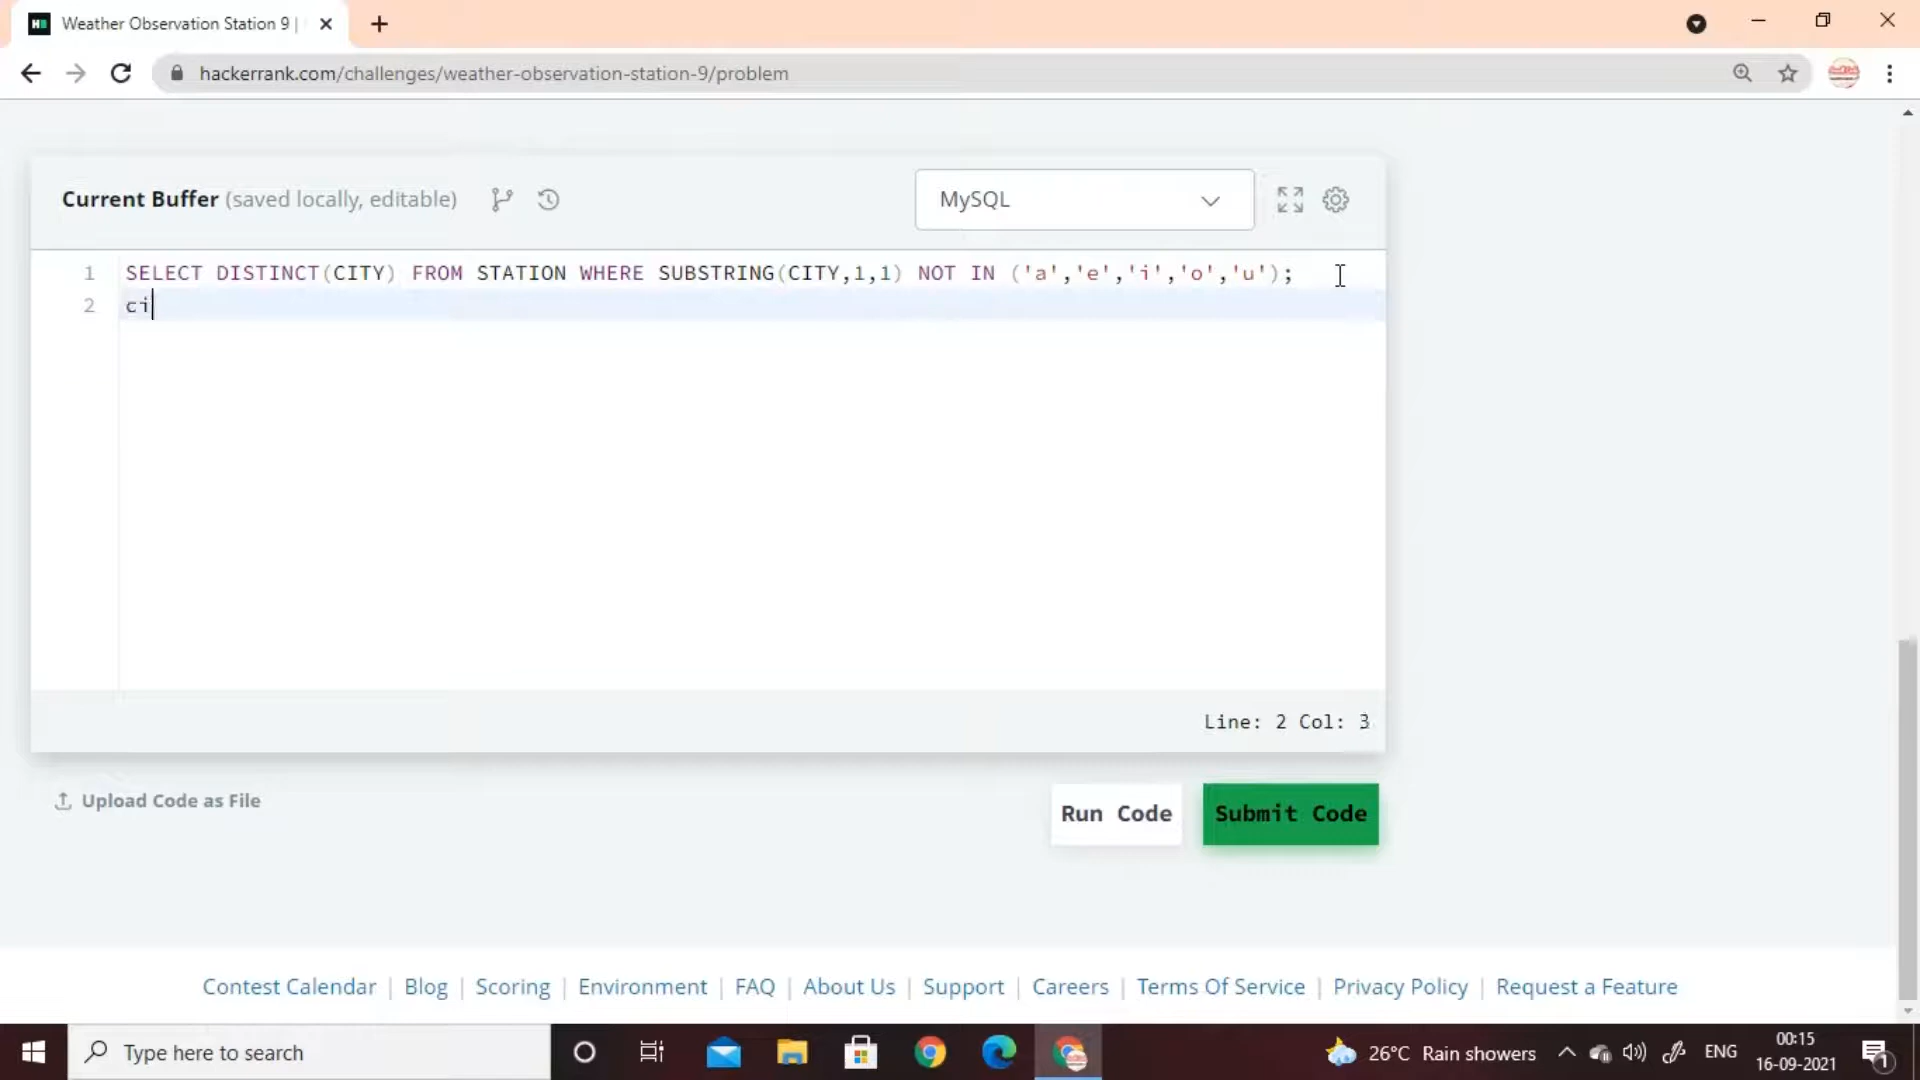 Weather Observation Station 9 |
hackerrank.com/challenges/weather-observation-station-9/problem
Current Buffer (saved locally, editable)
MySQL
1 SELECT DISTINCT(CITY) FROM STATION WHERE SUBSTRING(CITY,1,1) NOT IN ('a','e','i','o','u');
2 ci
Line: 2 Col: 3
Upload Code as File
Run Code
Submit Code
Contest Calendar | Blog | Scoring | Environment | FAQ | About Us | Support | Careers | Terms Of Service | Privacy Policy | Request a Feature
Type here to search
26°C Rain showers
ENG
00:15
16-09-2021
1